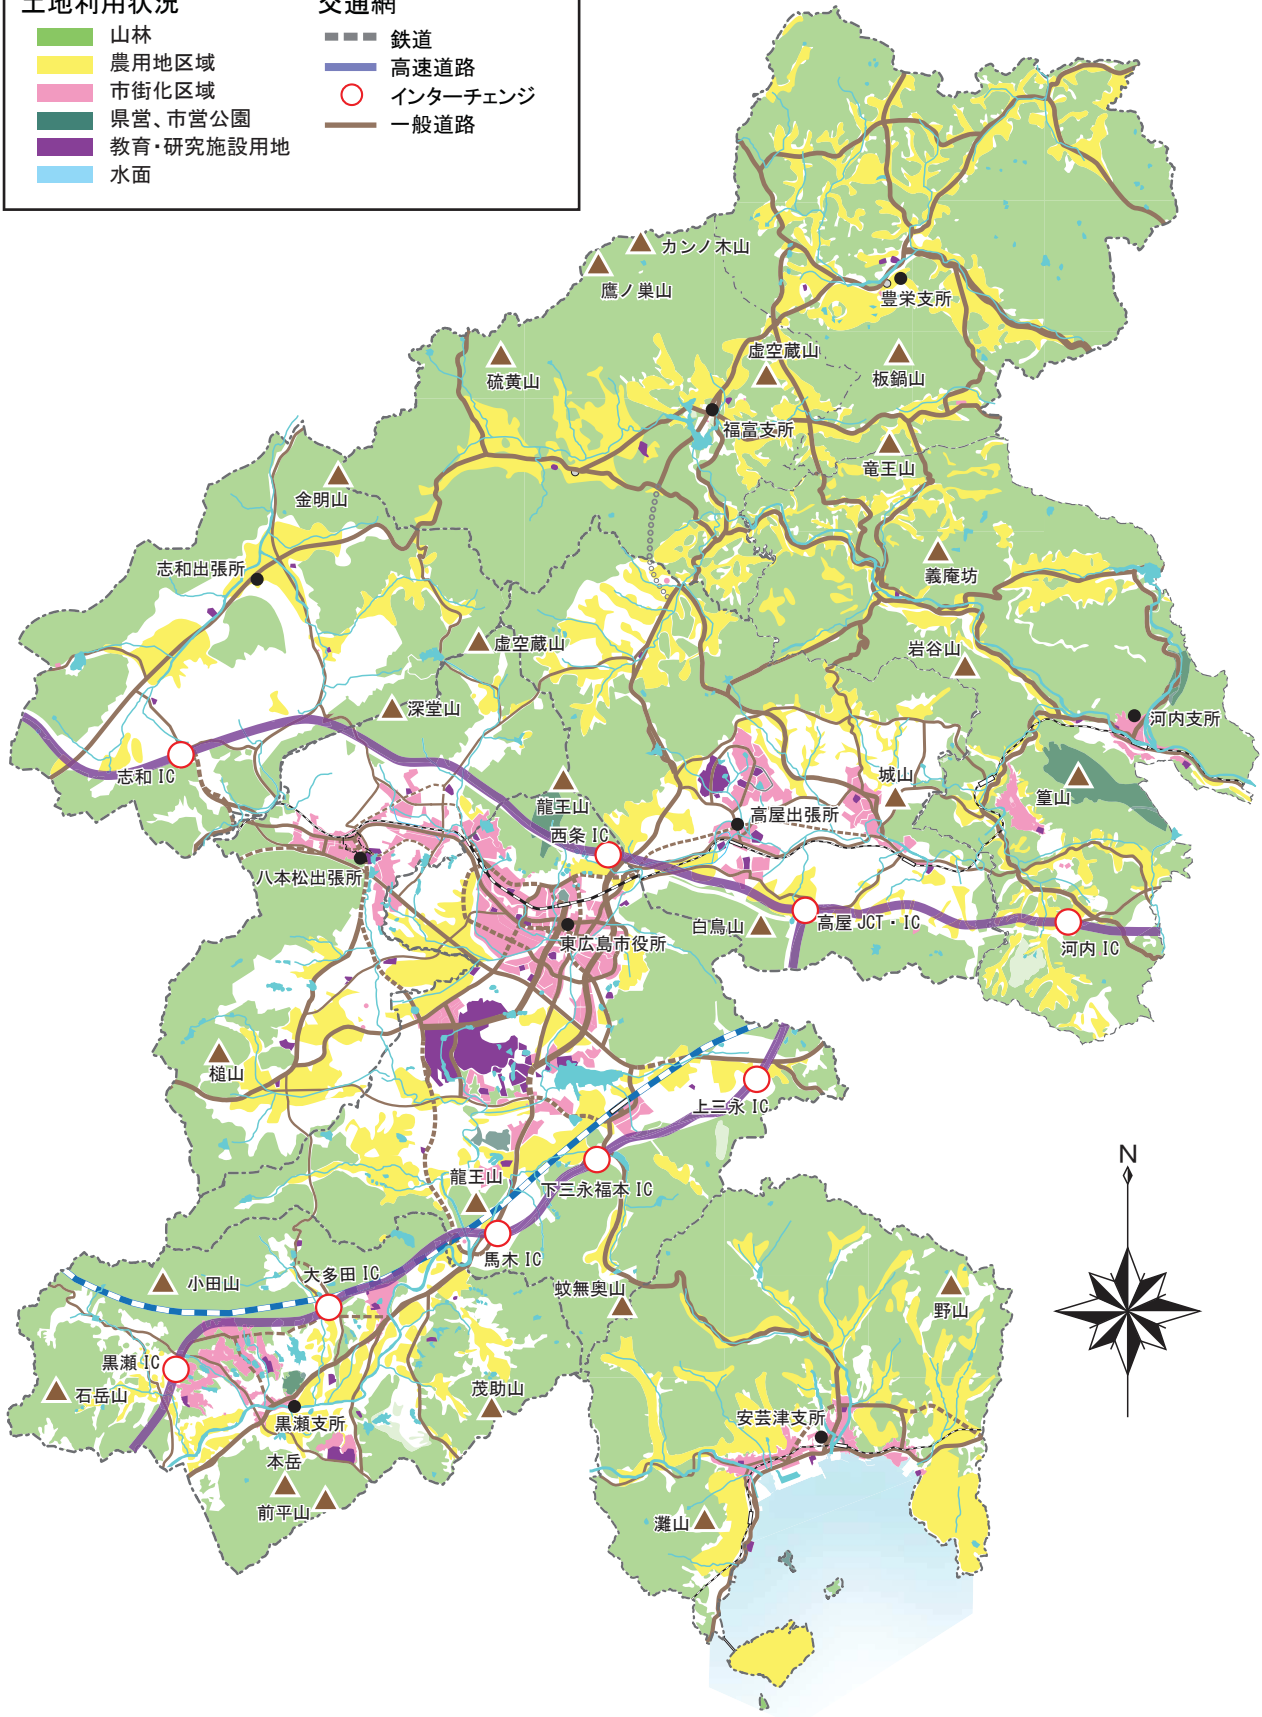 土地利用状況
山林
農用地区域
市街化区域
県営、市営公園
教育・研究施設用地
水面
交通網
鉄道
高速道路
インターチェンジ
一般道路
カンノ木山
鷹ノ巣山
豊栄支所
虚空蔵山
板鍋山
硫黄山
福富支所
竜王山
金明山
志和出張所
義庵坊
虚空蔵山
岩谷山
深堂山
河内支所
志和 IC
城山
篁山
龍王山
高屋出張所
西条 IC
八本松出張所
白鳥山
高屋 JCT・IC
東広島市役所
河内 IC
槌山
上三永 IC
N
龍王山
下三永福本 IC
馬木 IC
小田山
大多田 IC
蚊無奥山
野山
黒瀬 IC
石岳山
茂助山
黒瀬支所
安芸津支所
本岳
前平山
灘山